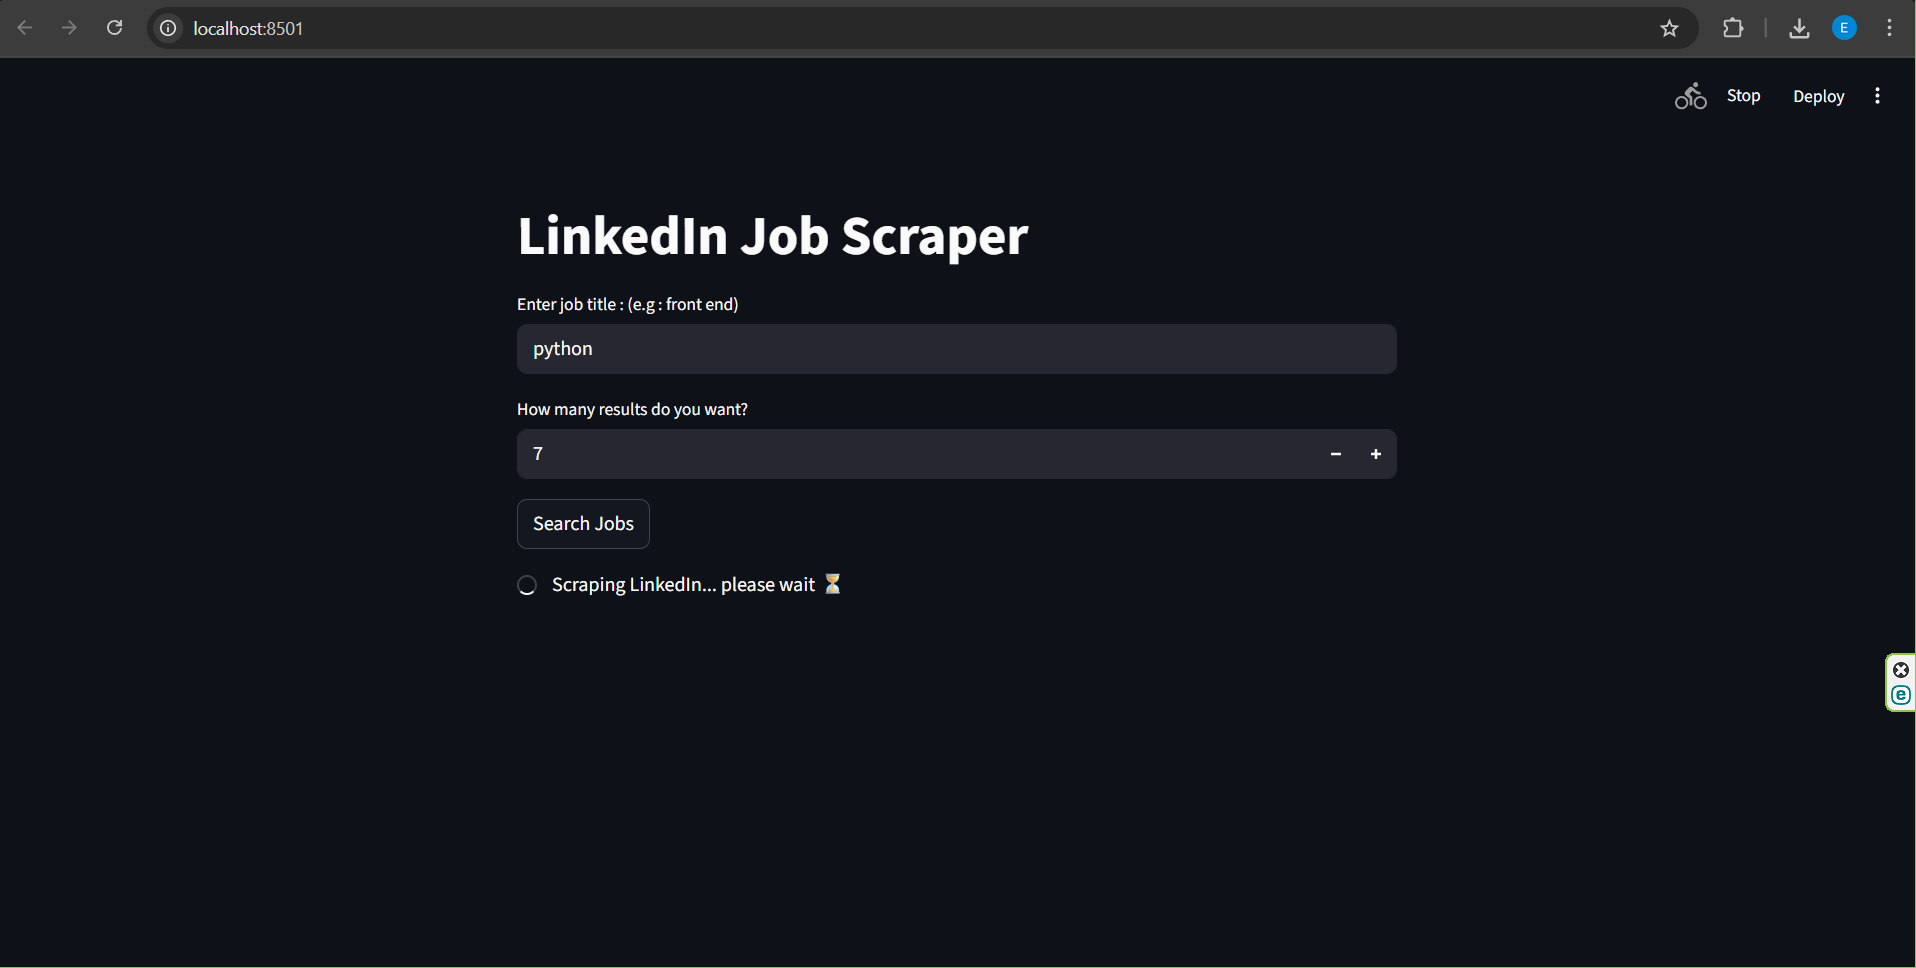 localhost:8501
E
Stop
Deploy
LinkedIn Job Scraper
Enter job title : (e.g : front end)
python
How many results do you want?
7
Search Jobs
Scraping LinkedIn... please wait ⏳
e